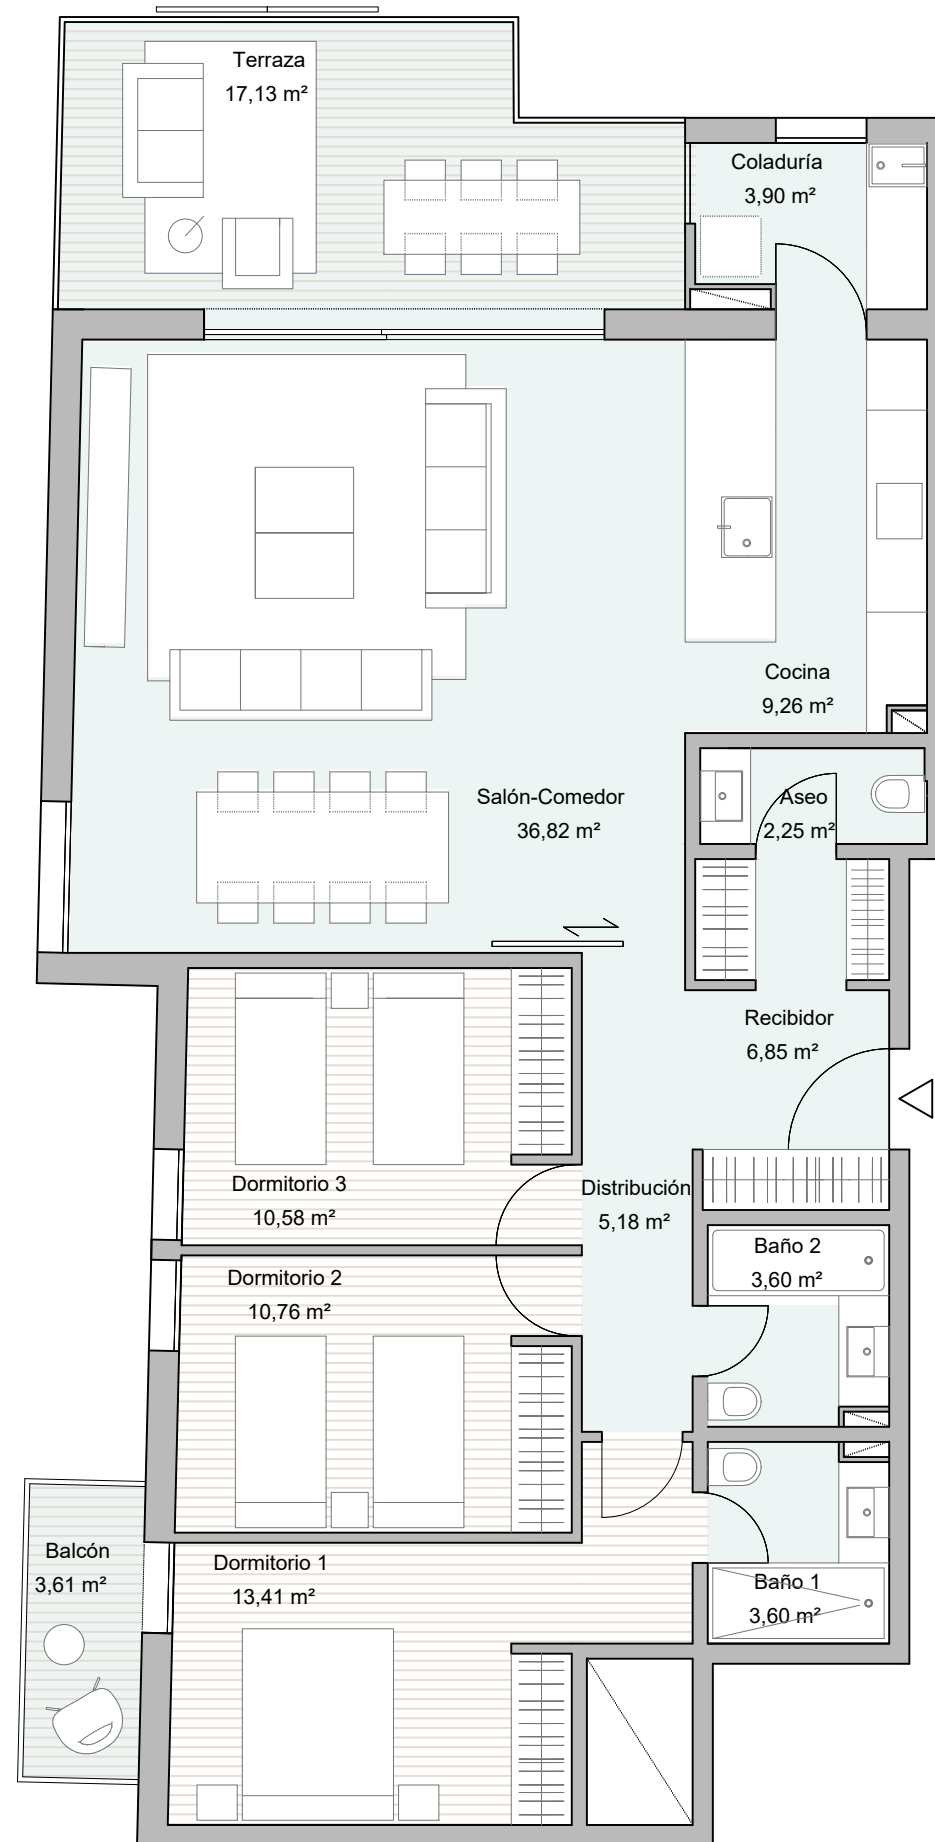 Terraza
17,13 m²
Coladuría
3,90 m²
Cocina
9,26 m²
Salón-Comedor
36,82 m²
Aseo
2,25 m²
Recibidor
6,85 m²
Dormitorio 3
10,58 m²
Distribución
5,18 m²
Baño 2
3,60 m²
Dormitorio 2
10,76 m²
Balcón
3,61 m²
Dormitorio 1
13,41 m²
Baño 1
3,60 m²